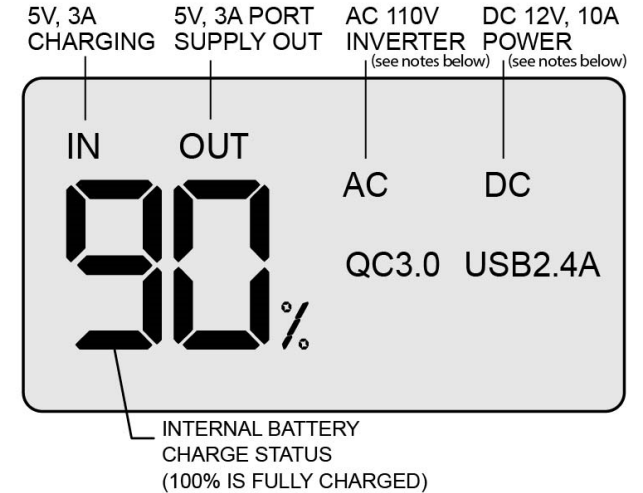 5V, 3A
CHARGING
5V, 3A PORT
SUPPLY OUT
AC 110V
INVERTER
(see notes below)
DC 12V, 10A
POWER
(see notes below)
IN
OUT
AC
DC
90%
QC3.0
USB2.4A
INTERNAL BATTERY
CHARGE STATUS
(100% IS FULLY CHARGED)